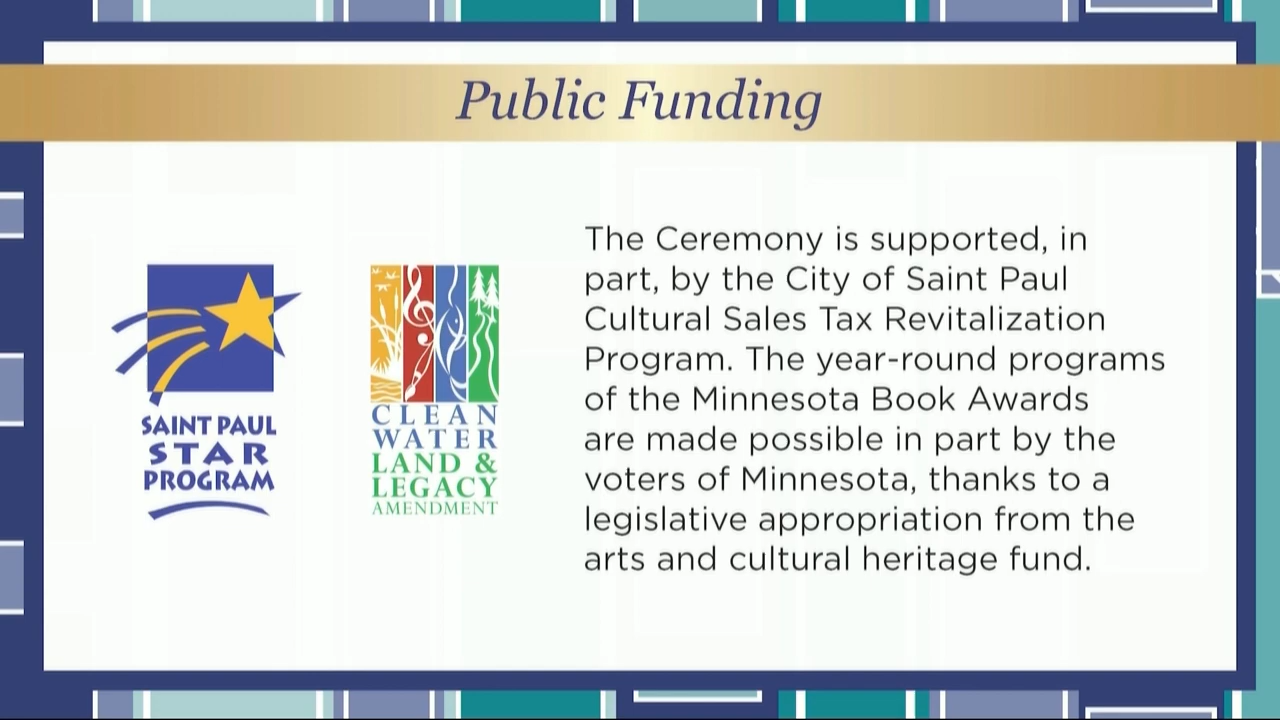 Public Funding
SAINT PAUL
STAR
PROGRAM
CLEAN
WATER
LAND &
LEGACY
AMENDMENT
The Ceremony is supported, in
part, by the City of Saint Paul
Cultural Sales Tax Revitalization
Program. The year-round programs
of the Minnesota Book Awards
are made possible in part by the
voters of Minnesota, thanks to a
legislative appropriation from the
arts and cultural heritage fund.